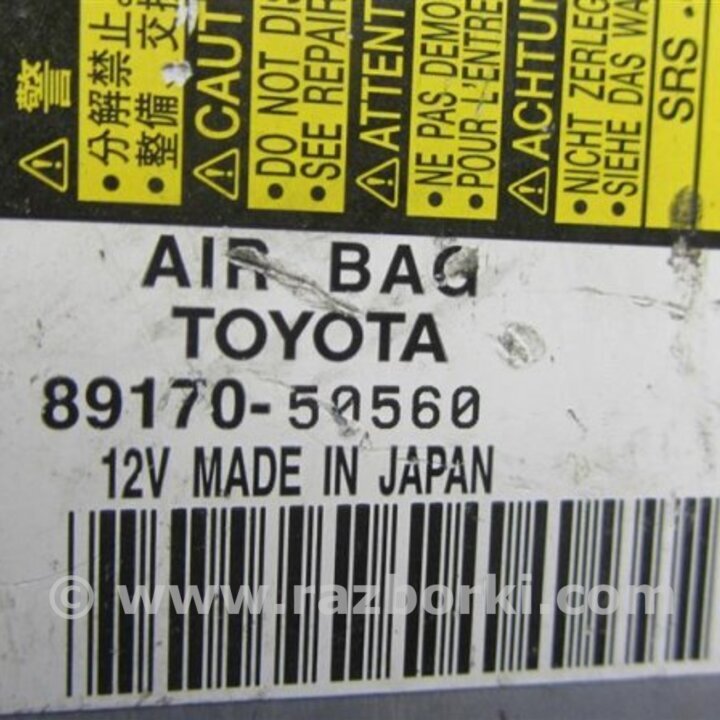 警
・分解禁止。
・整備
CAUT
・DO NOT DIS
・SEE REPAIR
ATTENT
・NE PAS DEMO
・POUR L'ENTRE
ACHTUN
・NICHT ZERLEG
・SIEHE DAS WA
SRS
AIR BAG
TOYOTA
89170-50560
12V MADE IN JAPAN
© www.razborki.com